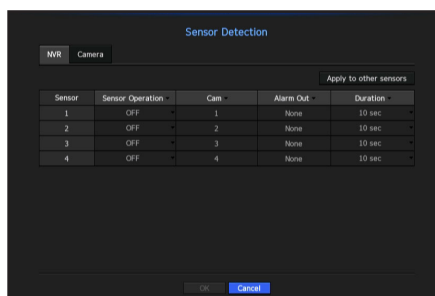 Sensor Detection
NVR Camera
Apply to other sensors
Sensor Sensor Operation Cam Alarm Out Duration
1 OFF 1 None 10 sec
2 OFF 2 None 10 sec
3 OFF 3 None 10 sec
4 OFF 4 None 10 sec
OK Cancel